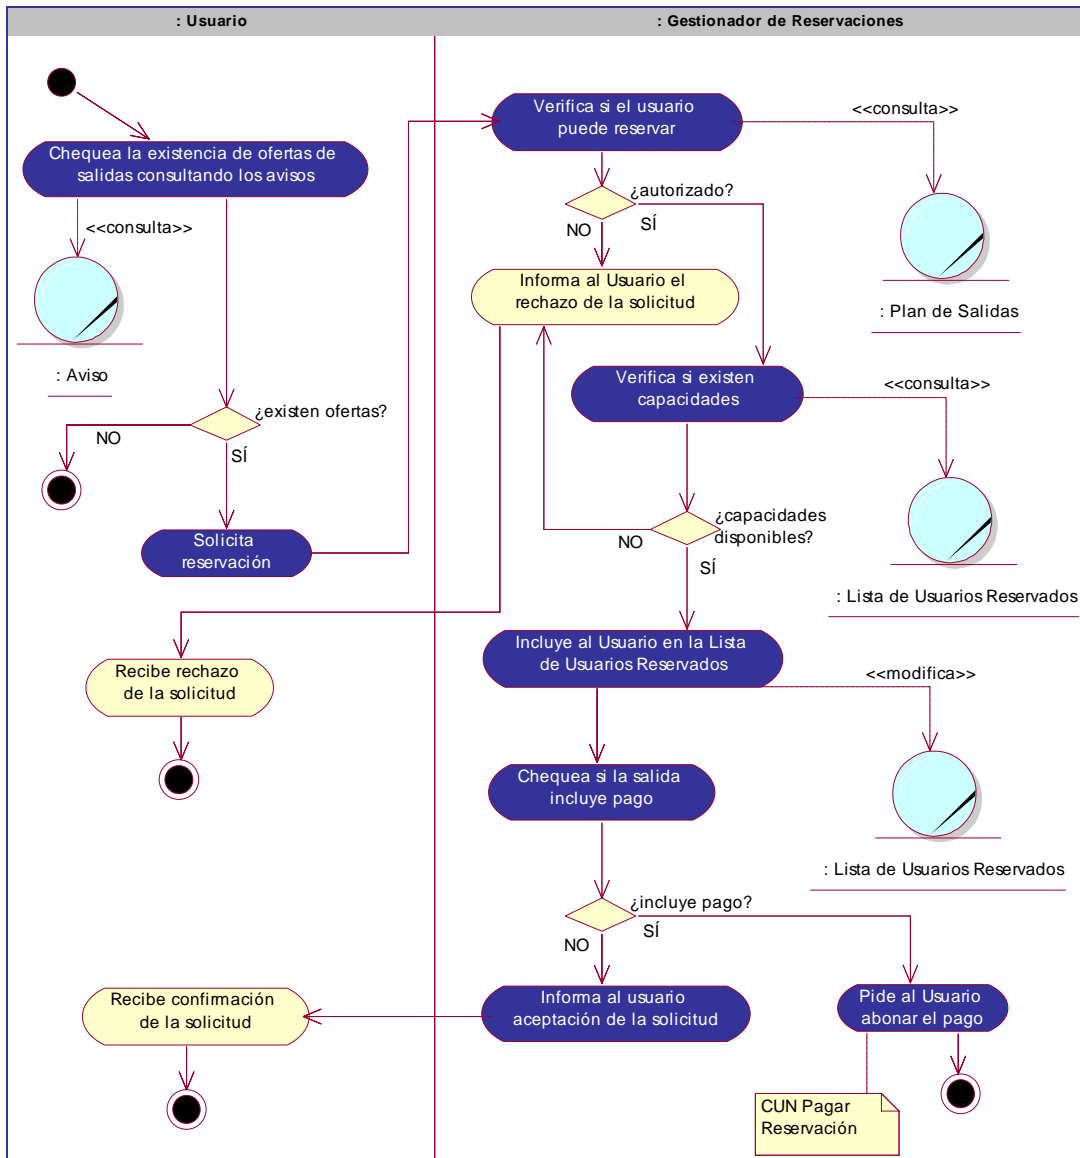 : Usuario
: Gestionador de Reservaciones
Chequea la existencia de ofertas de
salidas consultando los avisos
<<consulta>>
: Aviso
¿existen ofertas?
NO
SÍ
Solicita
reservación
Verifica si el usuario
puede reservar
<<consulta>>
: Plan de Salidas
¿autorizado?
NO
SÍ
Informa al Usuario el
rechazo de la solicitud
Verifica si existen
capacidades
<<consulta>>
: Lista de Usuarios Reservados
¿capacidades
disponibles?
NO
SÍ
Recibe rechazo
de la solicitud
Incluye al Usuario en la Lista
de Usuarios Reservados
<<modifica>>
: Lista de Usuarios Reservados
Chequea si la salida
incluye pago
¿incluye pago?
NO
SÍ
Recibe confirmación
de la solicitud
Informa al usuario
aceptación de la solicitud
Pide al Usuario
abonar el pago
CUN Pagar
Reservación